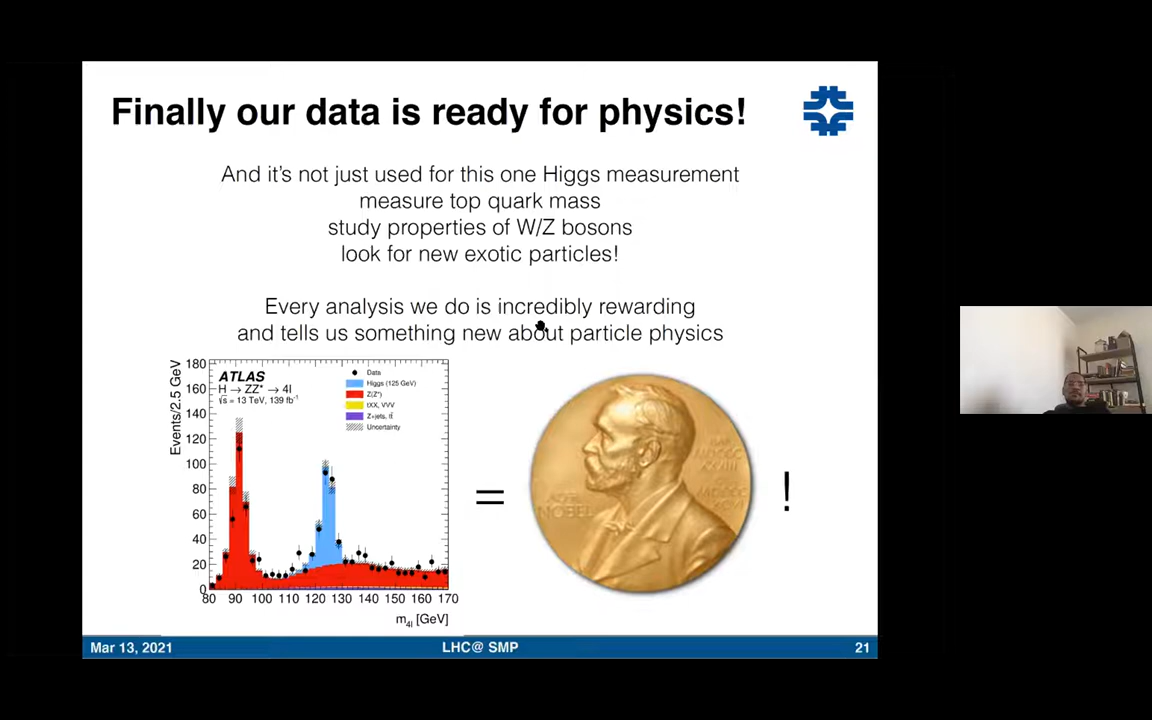 Finally our data is ready for physics!
And it's not just used for this one Higgs measurement
measure top quark mass
study properties of W/Z bosons
look for new exotic particles!
Every analysis we do is incredibly rewarding
and tells us something new about particle physics
Events/2.5 GeV
180
160
140
120
100
80
60
40
20
0
ATLAS
H → ZZ* → 4l
√s = 13 TeV, 139 fb⁻¹
Data
Higgs (125 GeV)
Z(Z*)
tXX, VVV
Z+jets, tt̄
Uncertainty
80 90 100 110 120 130 140 150 160 170
m4l [GeV]
=
!
Mar 13, 2021
LHC@ SMP
21